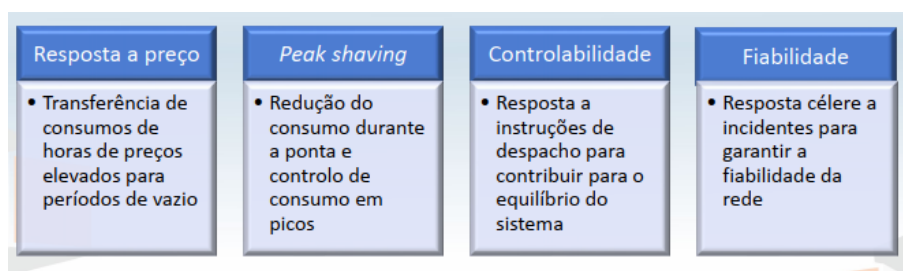 Resposta a preço
• Transferência de
consumos de
horas de preços
elevados para
períodos de vazio
Peak shaving
• Redução do
consumo durante
a ponta e
controlo de
consumo em
picos
Controlabilidade
• Resposta a
instruções de
despacho para
contribuir para o
equilíbrio do
sistema
Fiabilidade
• Resposta célere a
incidentes para
garantir a
fiabilidade da
rede